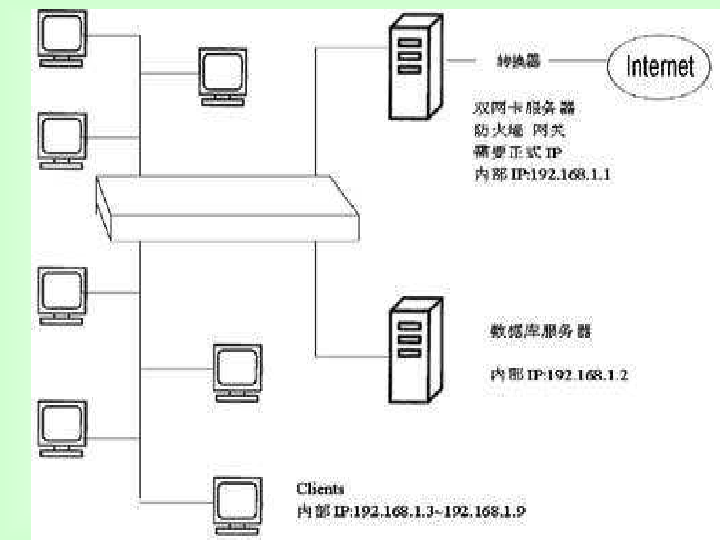 转换器
Internet
双网卡服务器
防火墙 网关
需要正式 IP
内部 IP:192.168.1.1
数据库服务器
内部 IP:192.168.1.2
Clients
内部 IP:192.168.1.3~192.168.1.9